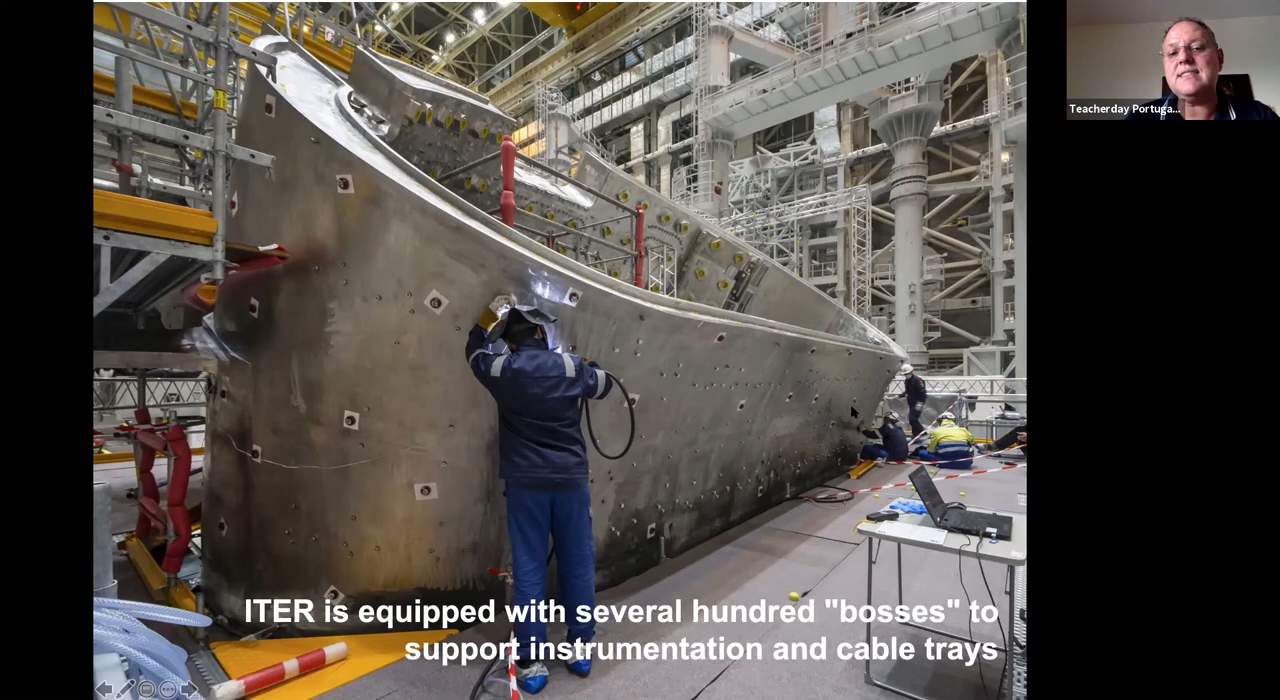 Teacherday Portuga...
ITER is equipped with several hundred "bosses" to
support instrumentation and cable trays